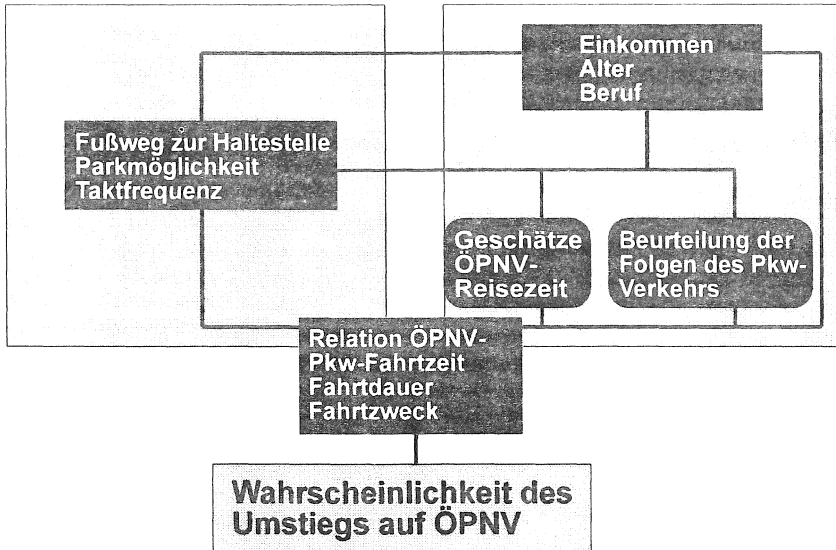 Einkommen
Alter
Beruf
Fußweg zur Haltestelle
Parkmöglichkeit
Taktfrequenz
Geschätze
ÖPNV-
Reisezeit
Beurteilung der
Folgen des Pkw-
Verkehrs
Relation ÖPNV-
Pkw-Fahrtzeit
Fahrtdauer
Fahrtzweck
Wahrscheinlichkeit des
Umstiegs auf ÖPNV